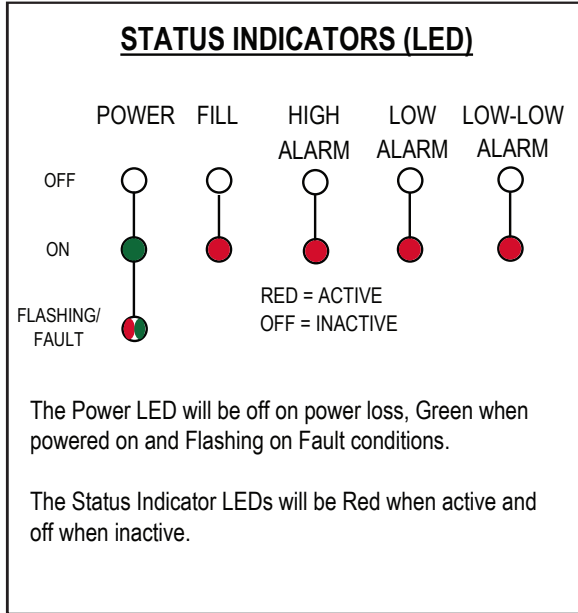 STATUS INDICATORS (LED)
POWER FILL HIGH ALARM LOW ALARM LOW-LOW ALARM
OFF
ON
FLASHING/
FAULT
RED = ACTIVE
OFF = INACTIVE
The Power LED will be off on power loss, Green when
powered on and Flashing on Fault conditions.
The Status Indicator LEDs will be Red when active and
off when inactive.